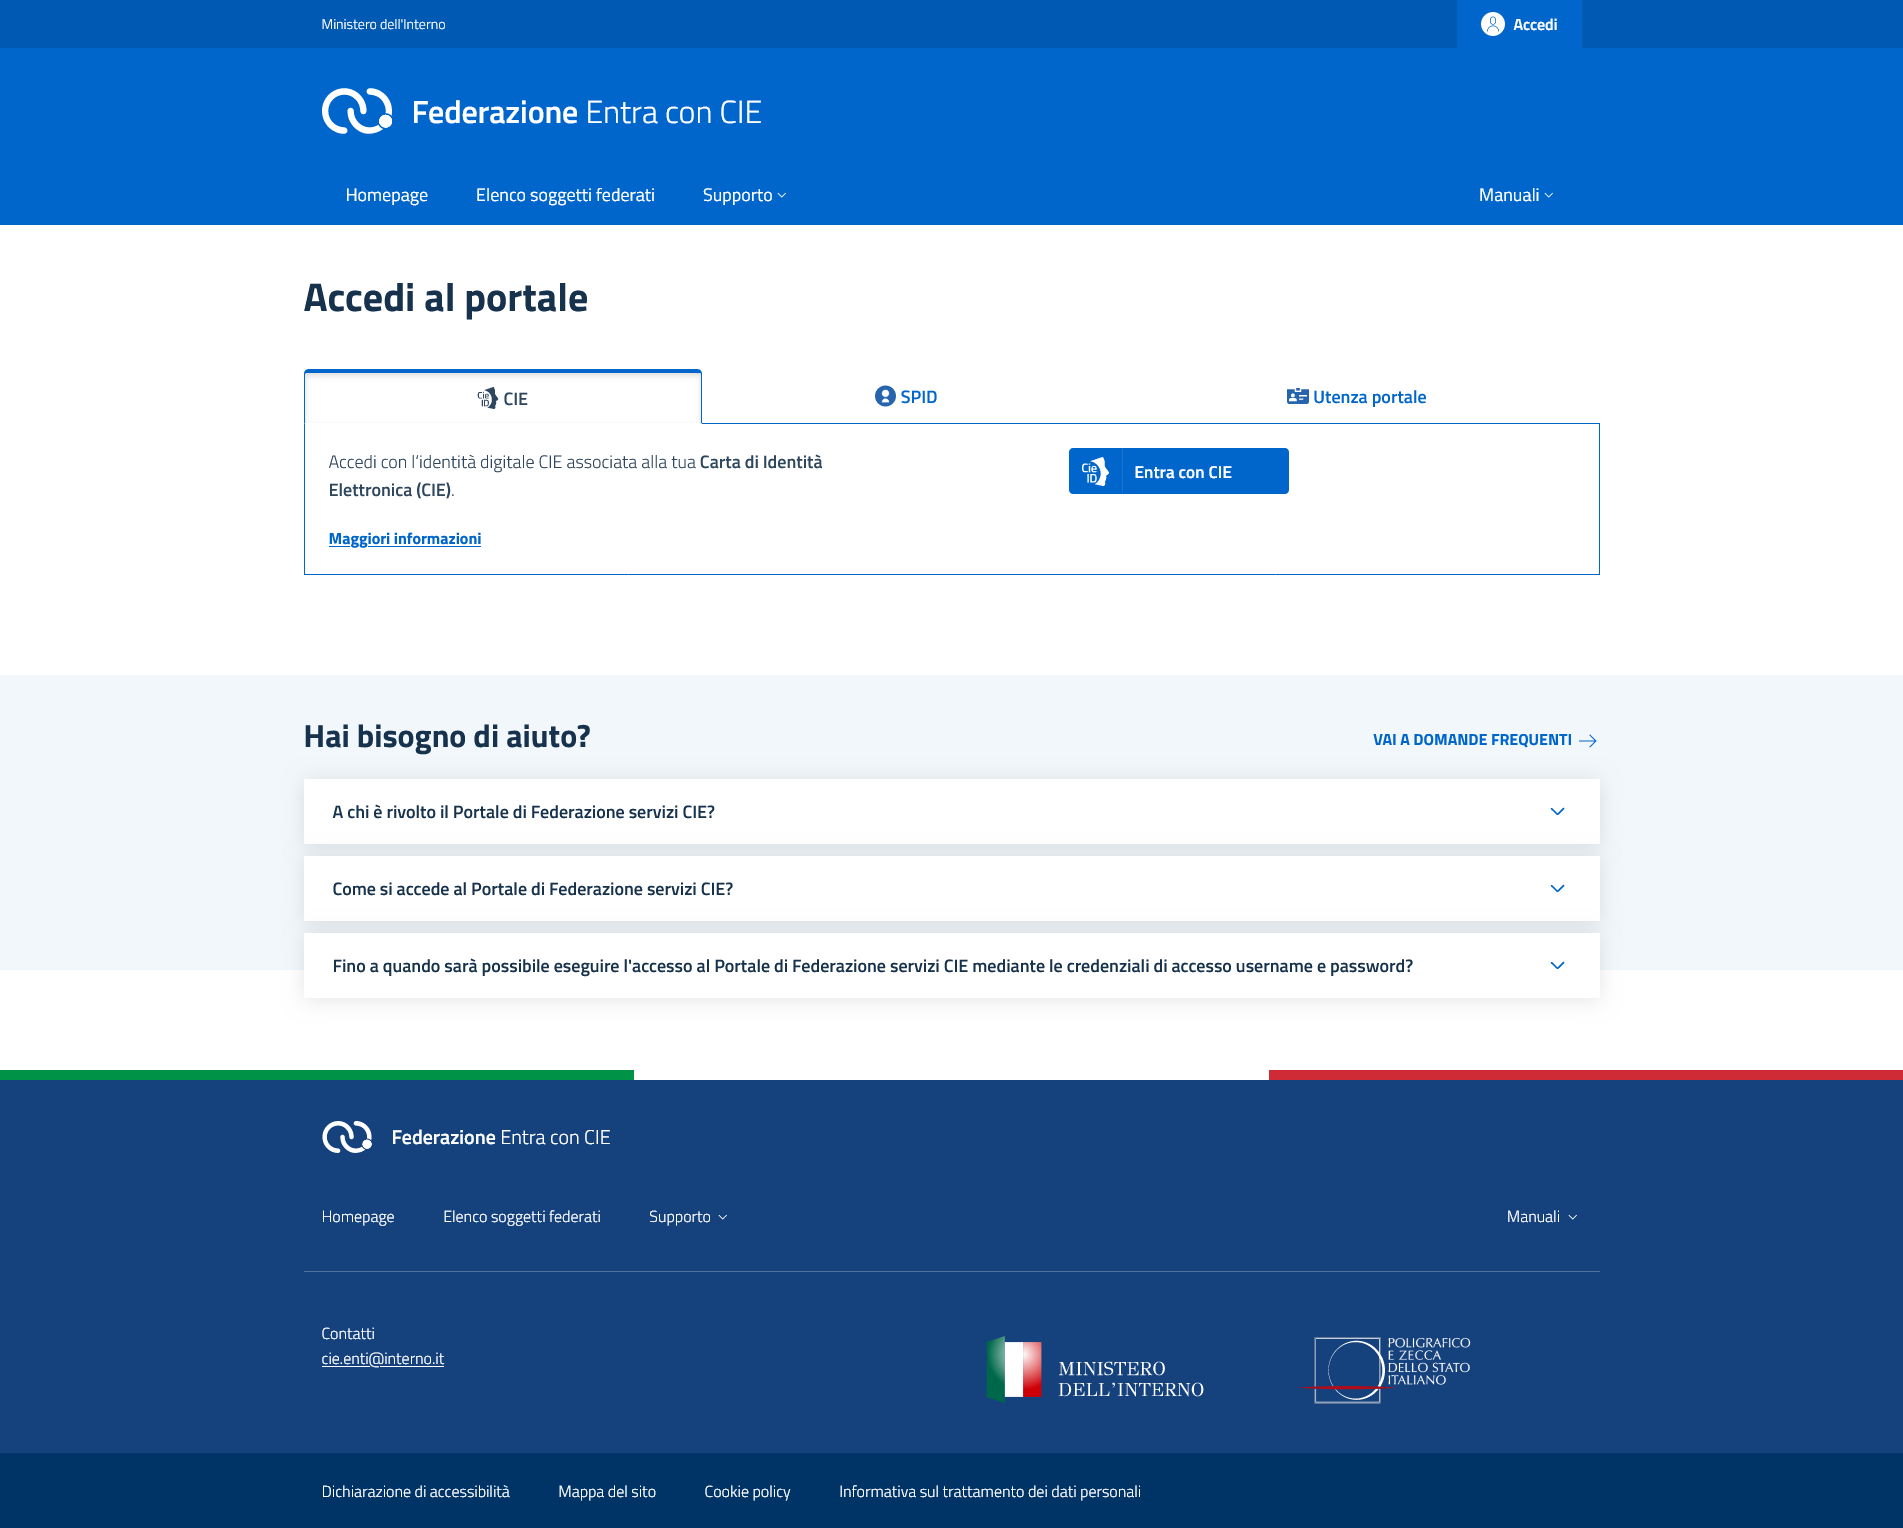 Ministero dell'Interno
Accedi
Federazione Entra con CIE
Homepage
Elenco soggetti federati
Supporto
Manuali
Accedi al portale
CIE
SPID
Utenza portale
Accedi con l’identità digitale CIE associata alla tua Carta di Identità
Elettronica (CIE).
Maggiori informazioni
Entra con CIE
Hai bisogno di aiuto?
VAI A DOMANDE FREQUENTI
A chi è rivolto il Portale di Federazione servizi CIE?
Come si accede al Portale di Federazione servizi CIE?
Fino a quando sarà possibile eseguire l'accesso al Portale di Federazione servizi CIE mediante le credenziali di accesso username e password?
Federazione Entra con CIE
Homepage
Elenco soggetti federati
Supporto
Manuali
Contatti
cie.enti@interno.it
MINISTERO
DELL’INTERNO
POLIGRAFICO
E ZECCA
DELLO STATO
ITALIANO
Dichiarazione di accessibilità
Mappa del sito
Cookie policy
Informativa sul trattamento dei dati personali